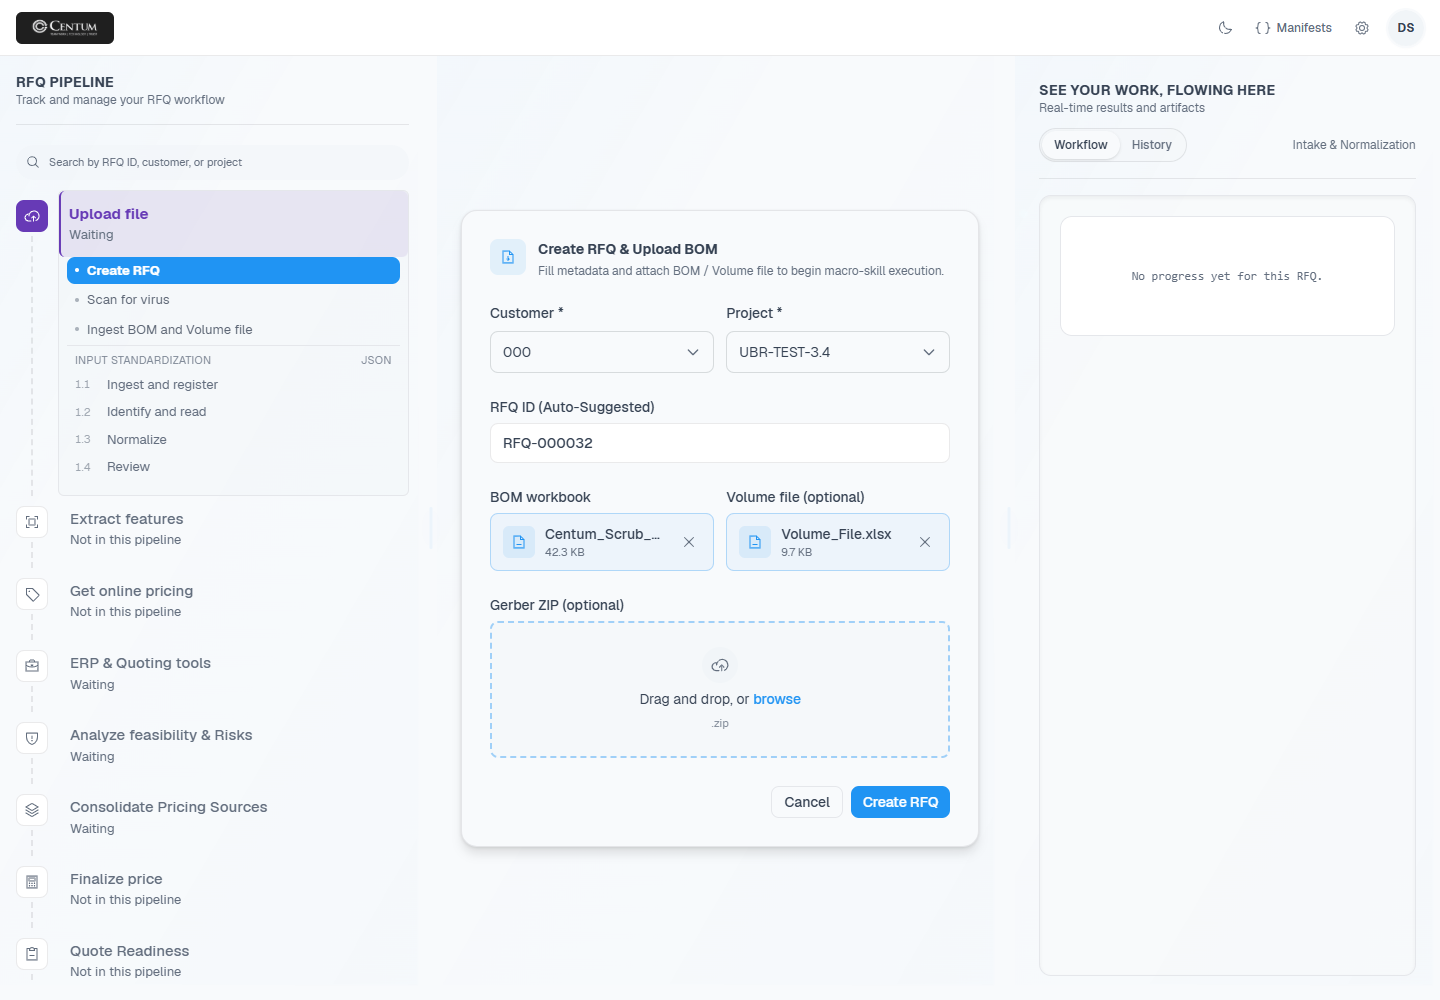 CENTUM
Manifests
DS
RFQ PIPELINE
Track and manage your RFQ workflow
Search by RFQ ID, customer, or project
Upload file
Waiting
Create RFQ
Scan for virus
Ingest BOM and Volume file
INPUT STANDARDIZATION JSON
1.1 Ingest and register
1.2 Identify and read
1.3 Normalize
1.4 Review
Extract features
Not in this pipeline
Get online pricing
Not in this pipeline
ERP & Quoting tools
Waiting
Analyze feasibility & Risks
Waiting
Consolidate Pricing Sources
Waiting
Finalize price
Not in this pipeline
Quote Readiness
Not in this pipeline
Create RFQ & Upload BOM
Fill metadata and attach BOM / Volume file to begin macro-skill execution.
Customer * Project *
000 UBR-TEST-3.4
RFQ ID (Auto-Suggested)
RFQ-000032
BOM workbook Volume file (optional)
Centum_Scrub_... Volume_File.xlsx
42.3 KB 9.7 KB
Gerber ZIP (optional)
Drag and drop, or browse
.zip
Cancel Create RFQ
SEE YOUR WORK, FLOWING HERE
Real-time results and artifacts
Workflow History Intake & Normalization
No progress yet for this RFQ.